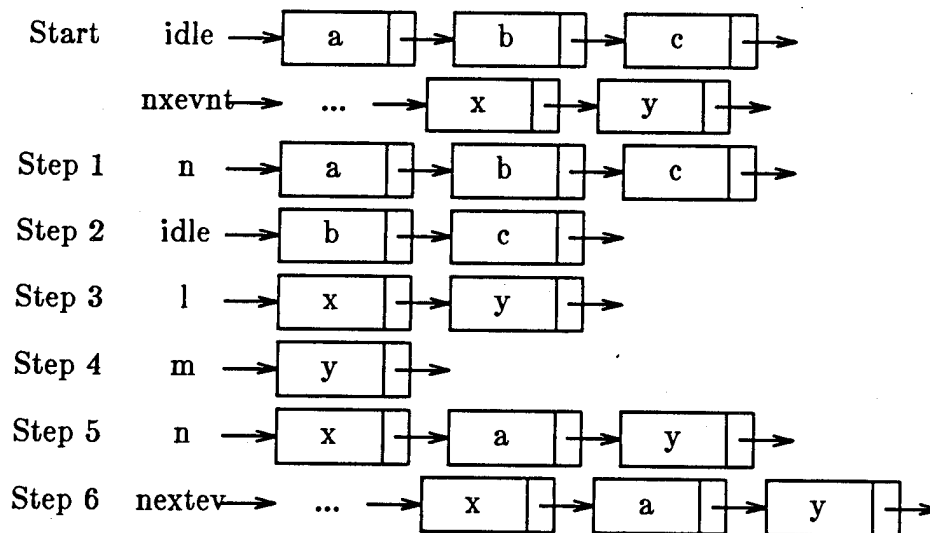 Start idle a b c
nxevnt ... x y
Step 1 n a b c
Step 2 idle b c
Step 3 l x y
Step 4 m y
Step 5 n x a y
Step 6 nextev ... x a y